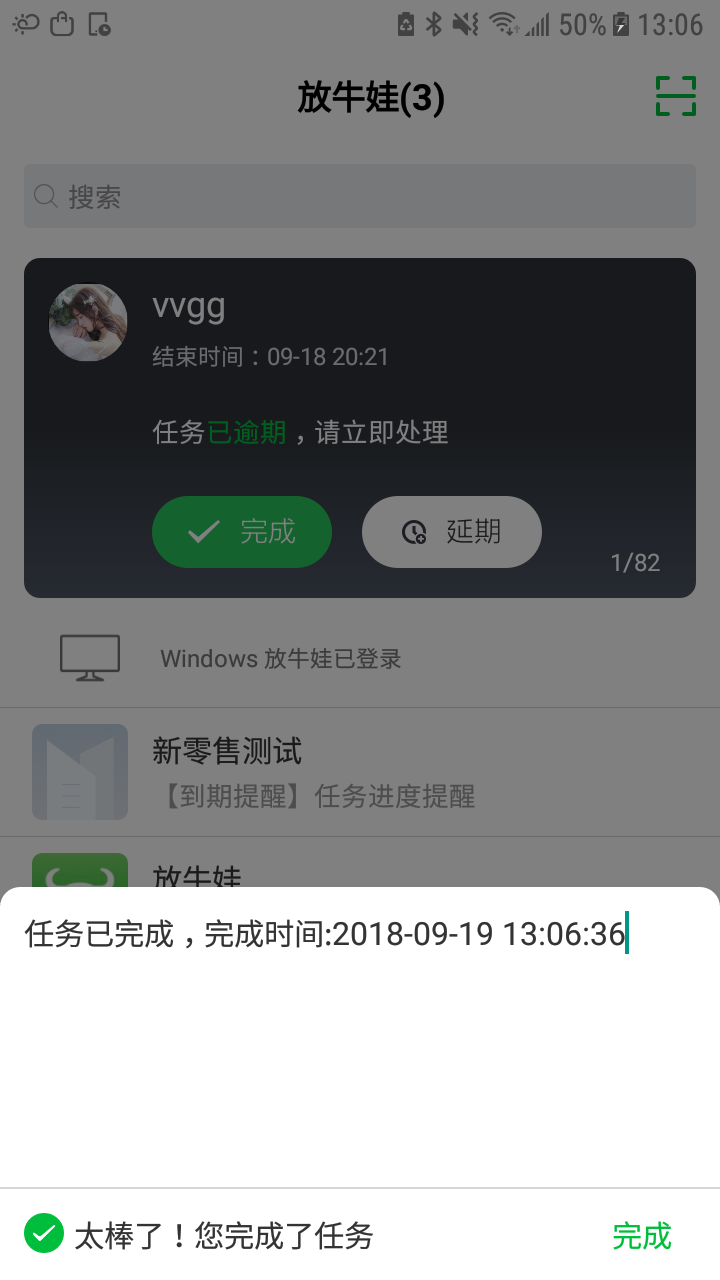 50% 13:06
放牛娃(3)
搜索
vvgg
结束时间：09-18 20:21
任务已逾期，请立即处理
完成 延期
1/82
Windows 放牛娃已登录
新零售测试
【到期提醒】任务进度提醒
放牛娃
任务已完成，完成时间:2018-09-19 13:06:36
太棒了！您完成了任务 完成